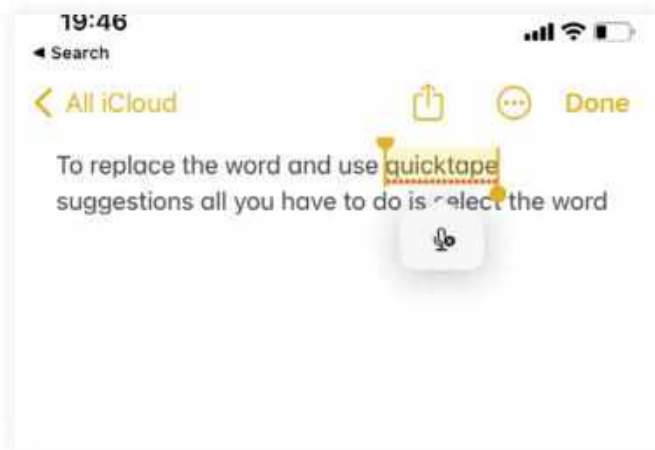 19:46
◀ Search
All iCloud
Done
To replace the word and use quicktape
suggestions all you have to do is select the word